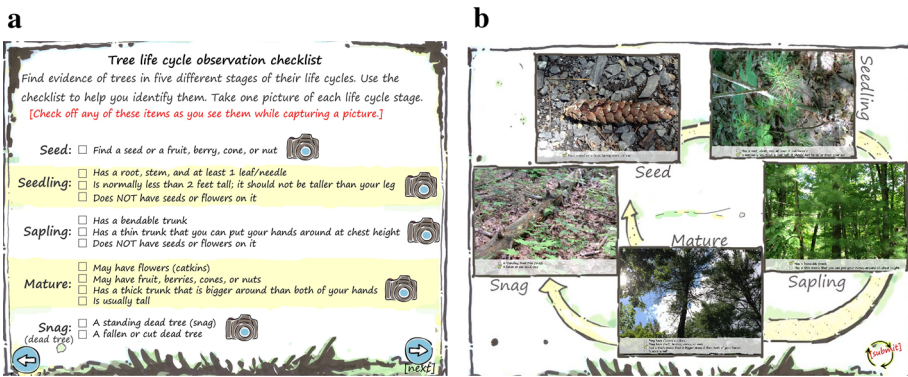 a
Tree life cycle observation checklist
Find evidence of trees in five different stages of their life cycles. Use the
checklist to help you identify them. Take one picture of each life cycle stage.
[Check off any of these items as you see them while capturing a picture.]
Seed: Find a seed or a fruit, berry, cone, or nut
Seedling: Has a root, stem, and at least 1 leaf/needle
Is normally less than 2 feet tall; it should not be taller than your leg
Does NOT have seeds or flowers on it
Sapling: Has a bendable trunk
Has a thin trunk that you can put your hands around at chest height
Does NOT have seeds or flowers on it
Mature: May have flowers (catkins)
May have fruit, berries, cones, or nuts
Has a thick trunk that is bigger around than both of your hands
Is usually tall
Snag: A standing dead tree (snag)
(dead tree) A fallen or cut dead tree
[next]
b
Seedling
Seed
Mature
Snag
Sapling
[submit]